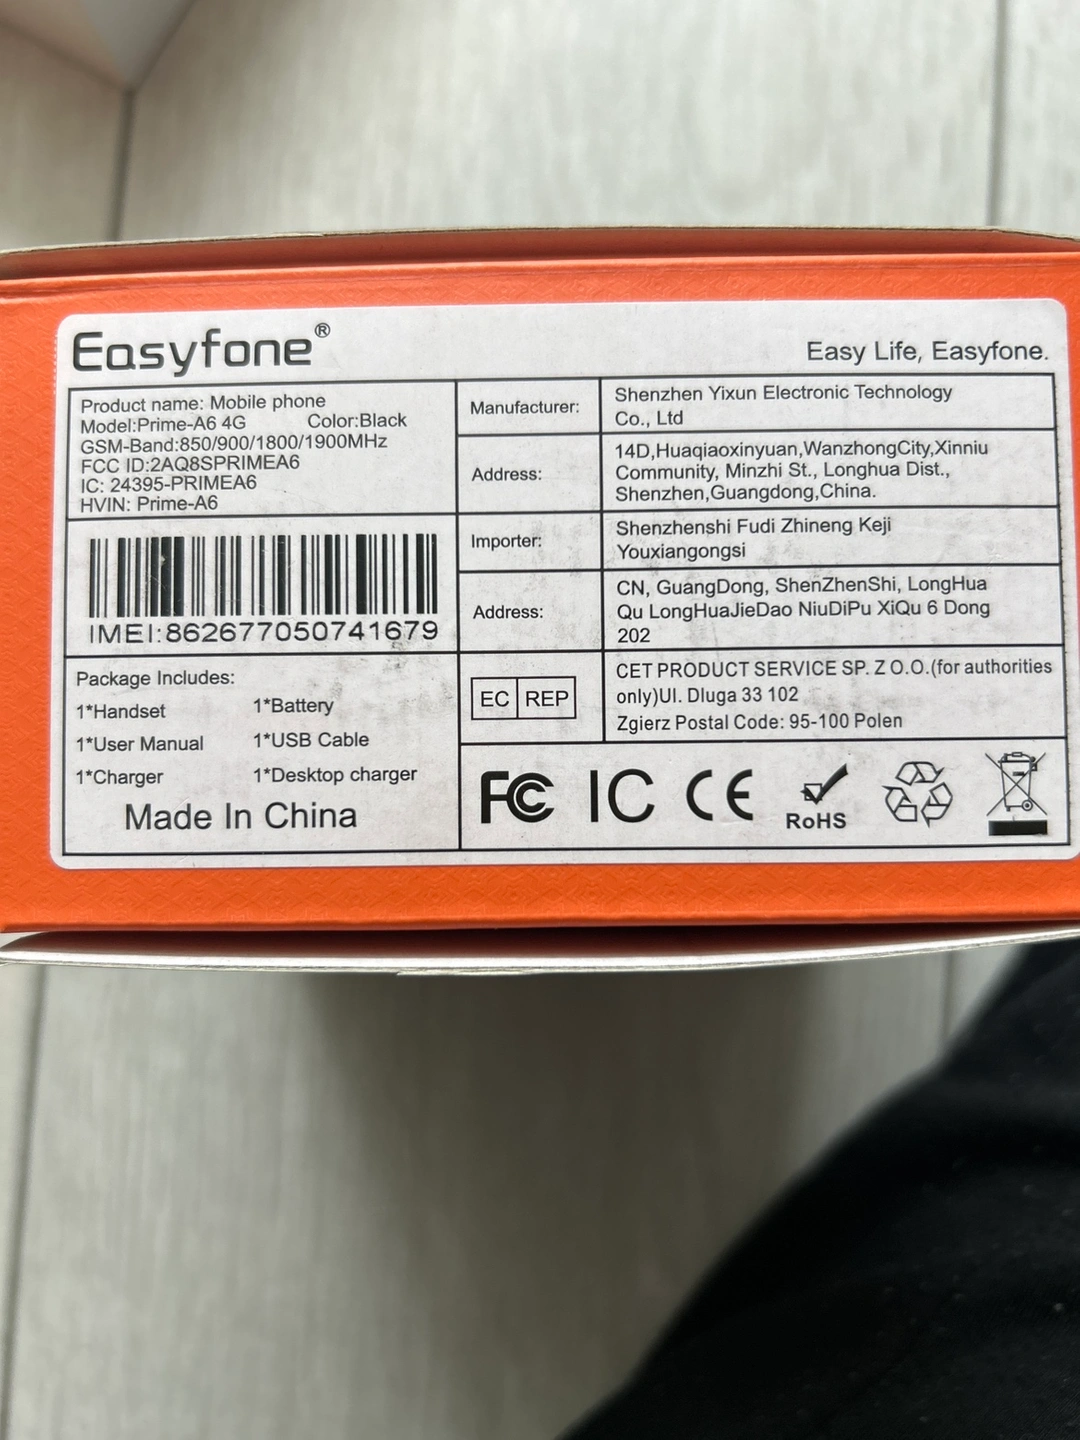 Easyfone®
Easy Life, Easyfone.
Product name: Mobile phone
Model:Prime-A6 4G Color:Black
GSM-Band:850/900/1800/1900MHz
FCC ID:2AQ8SPRIMEA6
IC: 24395-PRIMEA6
HVIN: Prime-A6
IMEI:862677050741679
Package Includes:
1*Handset 1*Battery
1*User Manual 1*USB Cable
1*Charger 1*Desktop charger
Made In China
Manufacturer:
Shenzhen Yixun Electronic Technology
Co., Ltd
Address:
14D,Huaqiaoxinyuan,WanzhongCity,Xinniu
Community, Minzhi St., Longhua Dist.,
Shenzhen,Guangdong,China.
Importer:
Shenzhenshi Fudi Zhineng Keji
Youxiangongsi
Address:
CN, GuangDong, ShenZhenShi, LongHua
Qu LongHuaJieDao NiuDiPu XiQu 6 Dong
202
EC REP
CET PRODUCT SERVICE SP. Z O.O.(for authorities
only)Ul. Dluga 33 102
Zgierz Postal Code: 95-100 Polen
FC IC CE
RoHS